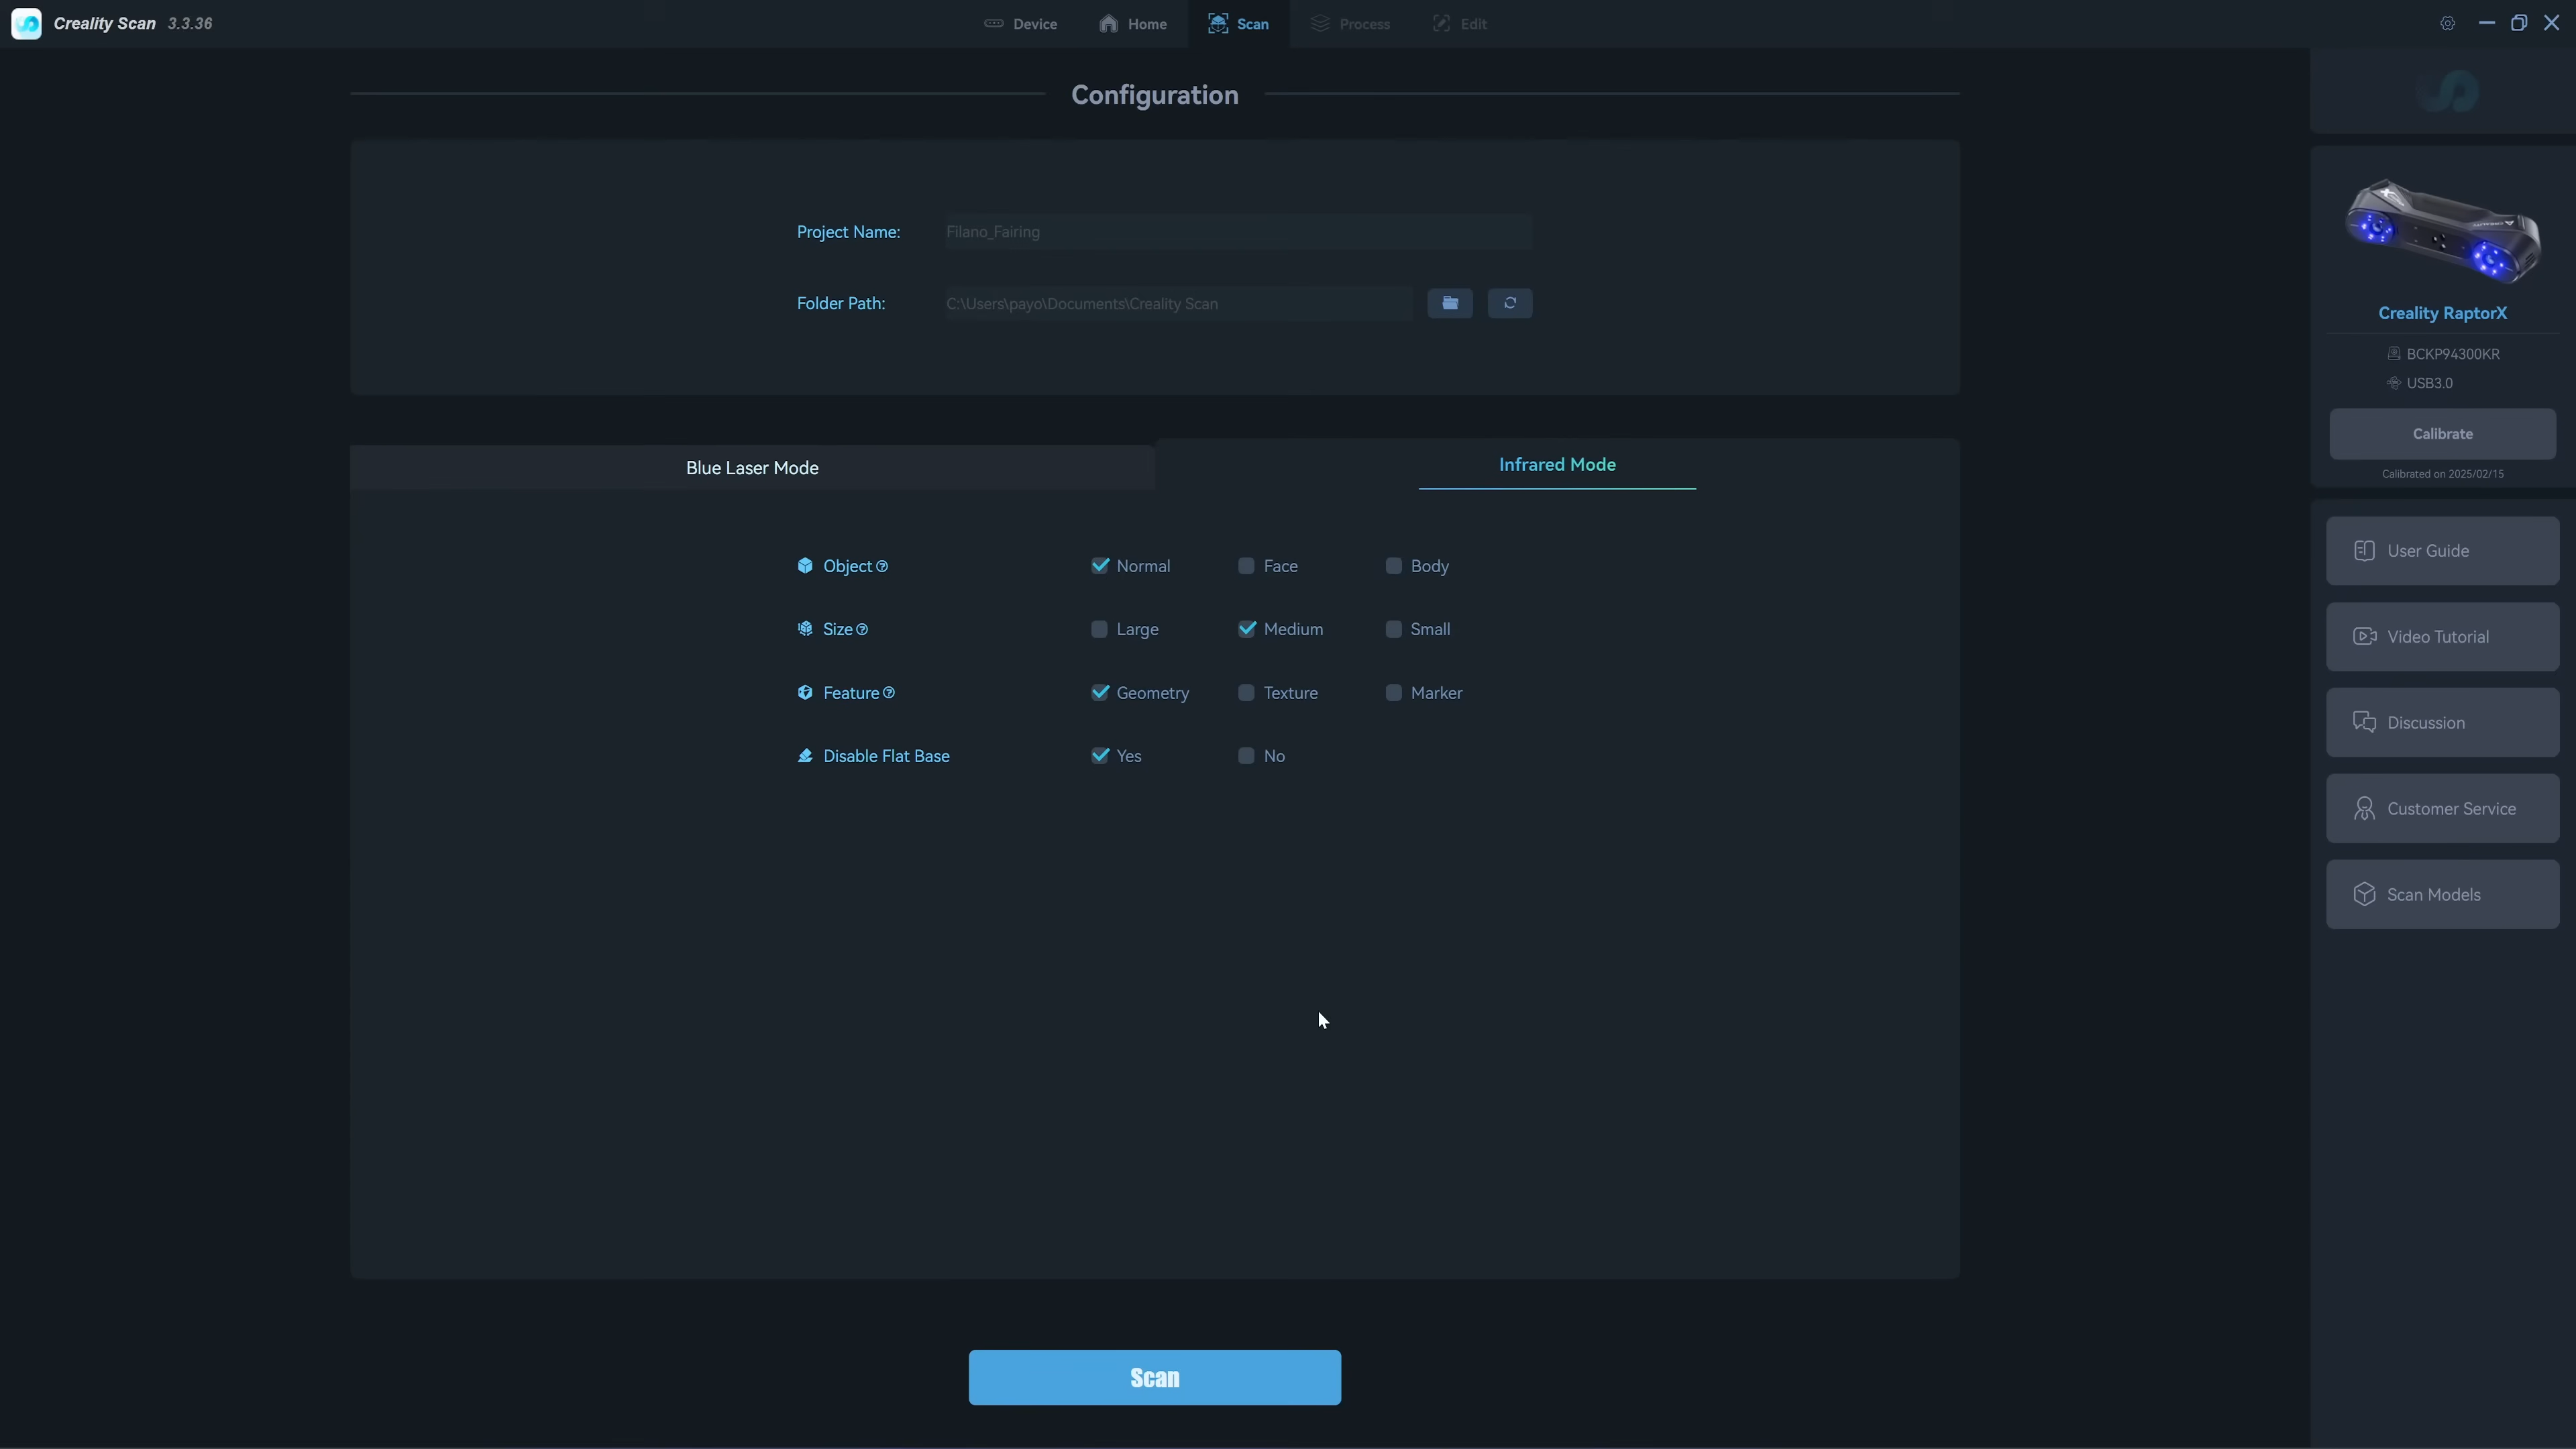 Creality Scan 3.3.36
Device Home Scan Process Edit
Configuration
Project Name: Filano_Fairing
Folder Path: C:\Users\payo\Documents\Creality Scan
Blue Laser Mode Infrared Mode
Object Normal Face Body
Size Large Medium Small
Feature Geometry Texture Marker
Disable Flat Base Yes No
Scan
Creality RaptorX
BCKP94300KR
USB3.0
Calibrate
Calibrated on 2025/02/15
User Guide
Video Tutorial
Discussion
Customer Service
Scan Models